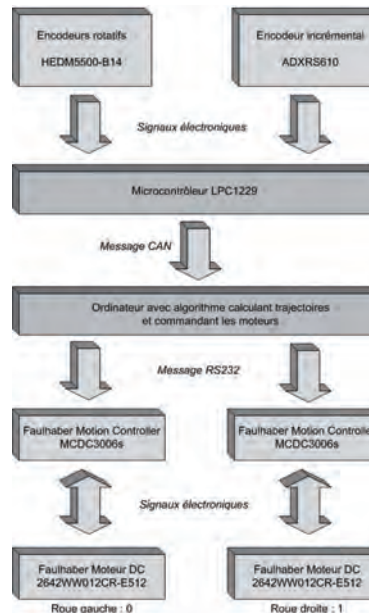 Encodeurs rotatifs
HEDM5500-B14
Encodeur incrémental
ADXRS610
Signaux électroniques
Microcontrôleur LPC1229
Message CAN
Ordinateur avec algorithme calculant trajectoires
et commandant les moteurs
Message RS232
Faulhaber Motion Controller
MCDC3006s
Faulhaber Motion Controller
MCDC3006s
Signaux électroniques
Faulhaber Moteur DC
2642WW012CR-E512
Faulhaber Moteur DC
2642WW012CR-E512
Roue gauche : 0
Roue droite : 1